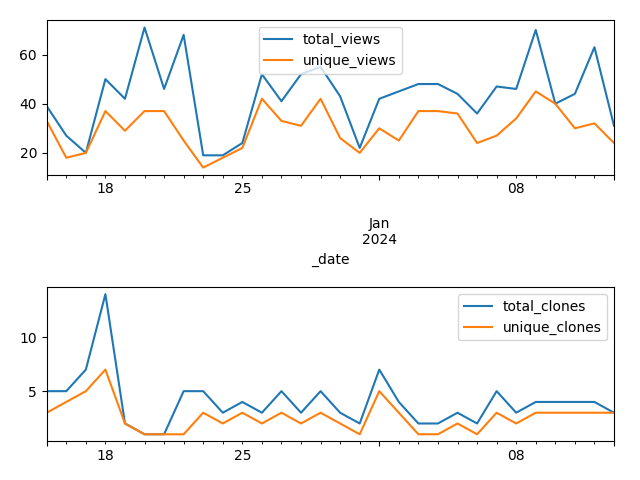 total_views
unique_views
60
40
20
18
25
08
Jan
2024
_date
total_clones
unique_clones
10
5
18
25
08